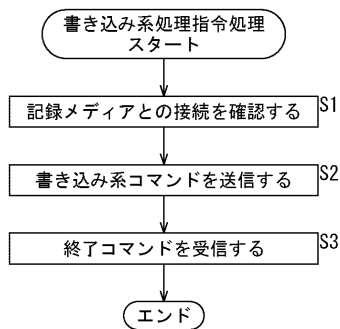 書き込み系処理指令処理
スタート
記録メディアとの接続を確認する
S1
書き込み系コマンドを送信する
S2
終了コマンドを受信する
S3
エンド